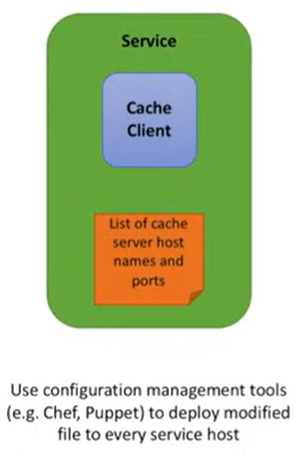 Service
Cache
Client
List of cache
server host
names and
ports
Use configuration management tools
(e.g. Chef, Puppet) to deploy modified
file to every service host